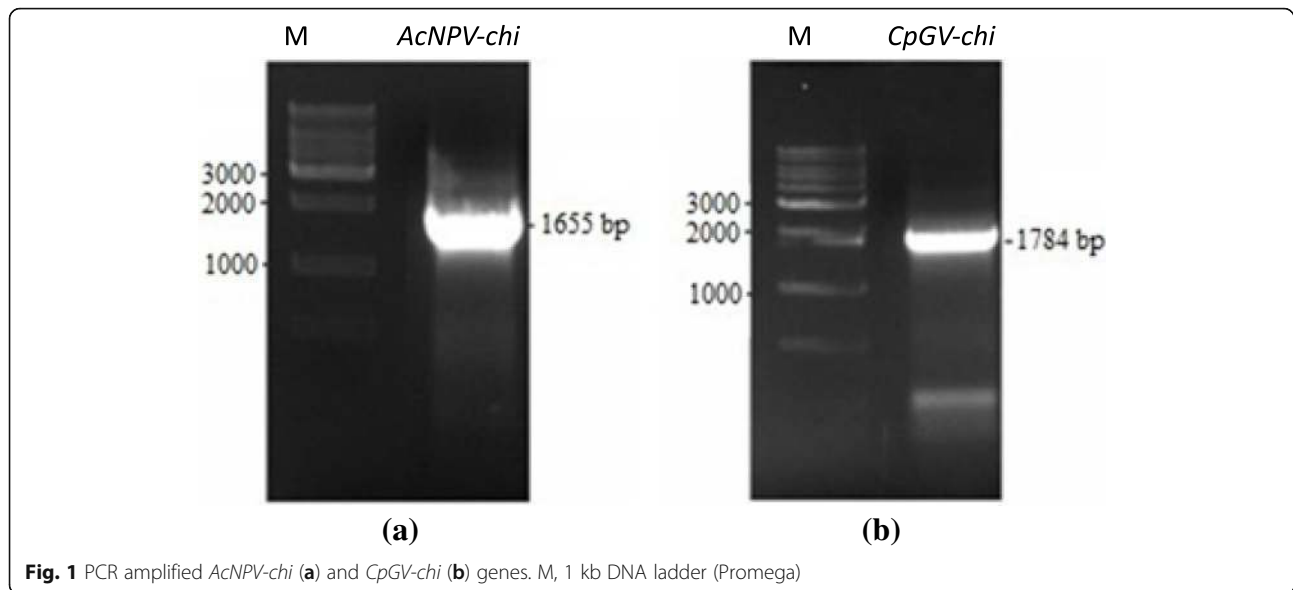 M AcNPV-chi
3000
2000
1655 bp
1000
(a)
M CpGV-chi
3000
2000
1784 bp
1000
(b)
Fig. 1 PCR amplified AcNPV-chi (a) and CpGV-chi (b) genes. M, 1 kb DNA ladder (Promega)